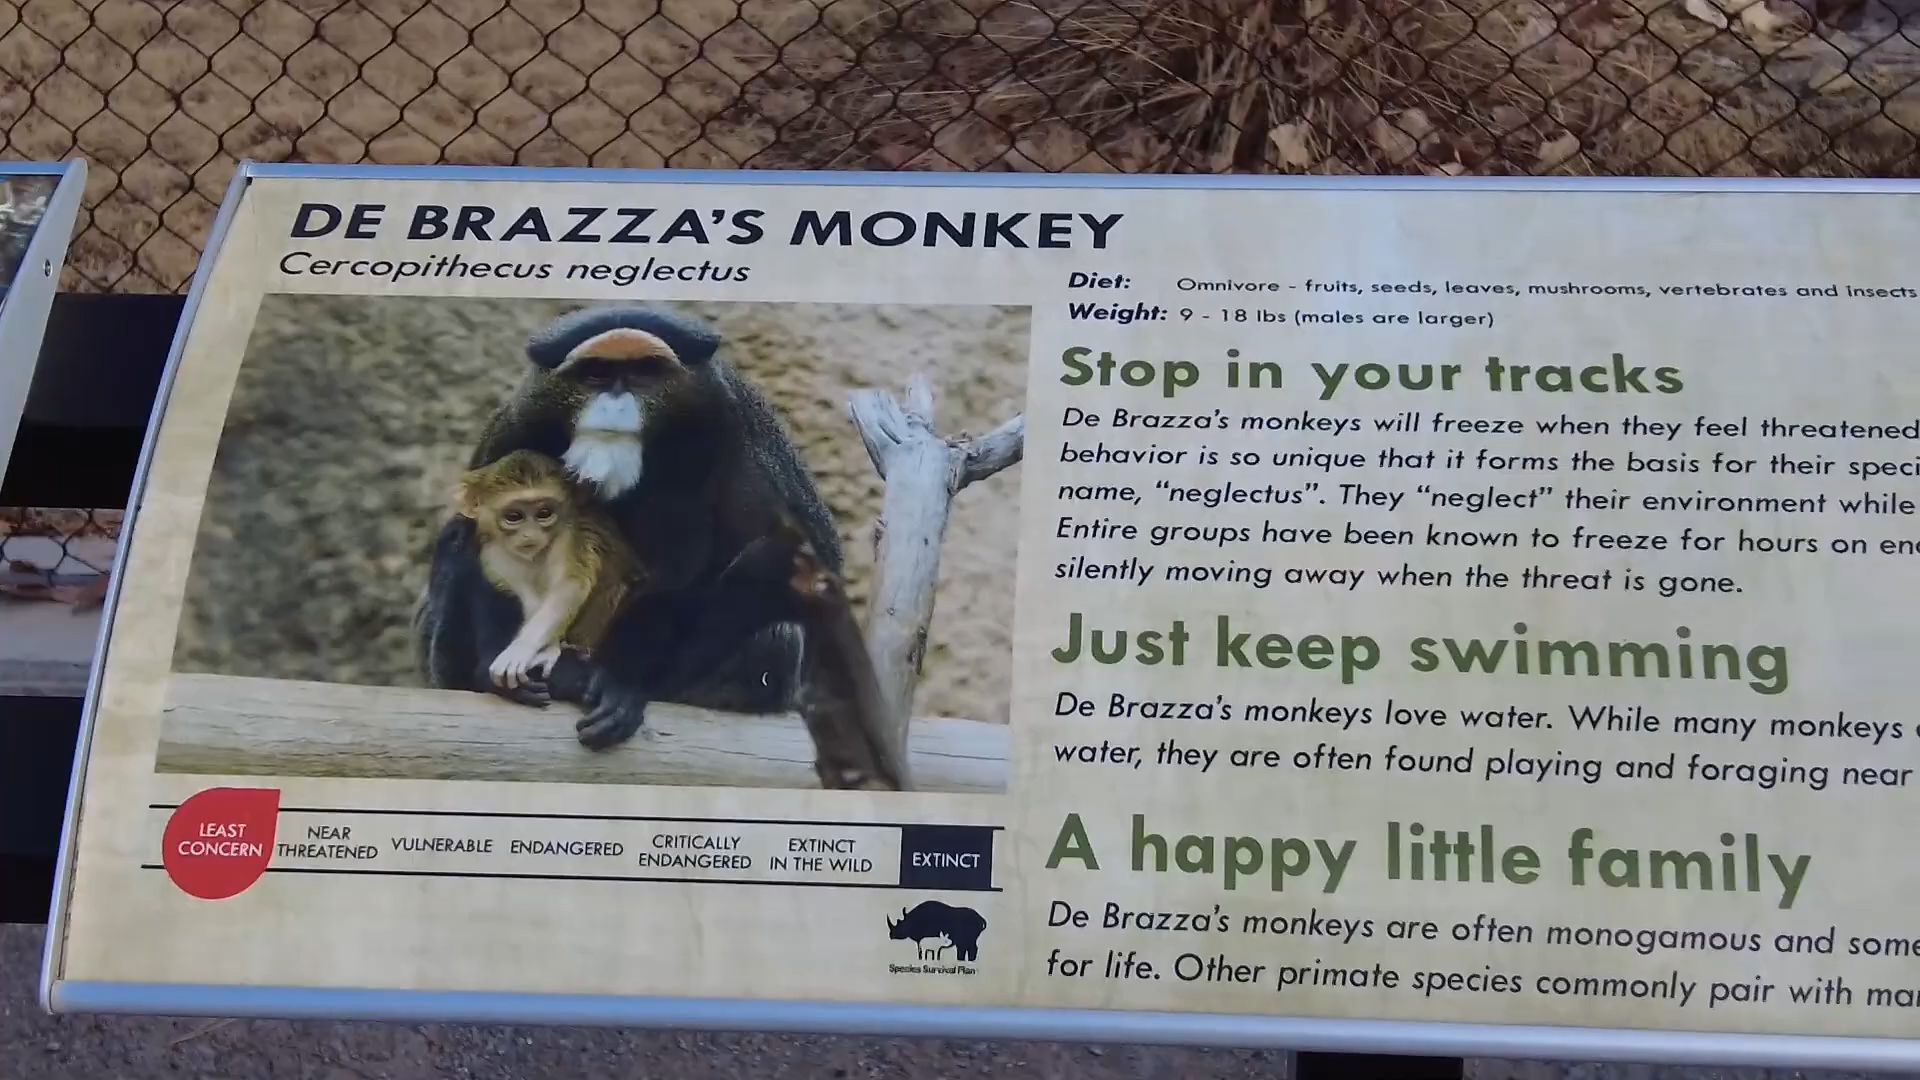 DE BRAZZA'S MONKEY
Cercopithecus neglectus
Diet: Omnivore - fruits, seeds, leaves, mushrooms, vertebrates and insects
Weight: 9 - 18 lbs (males are larger)
Stop in your tracks
De Brazza's monkeys will freeze when they feel threatened
behavior is so unique that it forms the basis for their
name, "neglectus". They "neglect" their environment while
Entire groups have been known to freeze for hours on
silently moving away when the threat is gone.
Just keep swimming
De Brazza's monkeys love water. While many monkeys
water, they are often found playing and foraging near
A happy little family
De Brazza's monkeys are often monogamous and
for life. Other primate species commonly pair with
LEAST
CONCERN
NEAR
THREATENED
VULNERABLE
ENDANGERED
CRITICALLY
ENDANGERED
EXTINCT
IN THE WILD
EXTINCT
Species Survival Plan